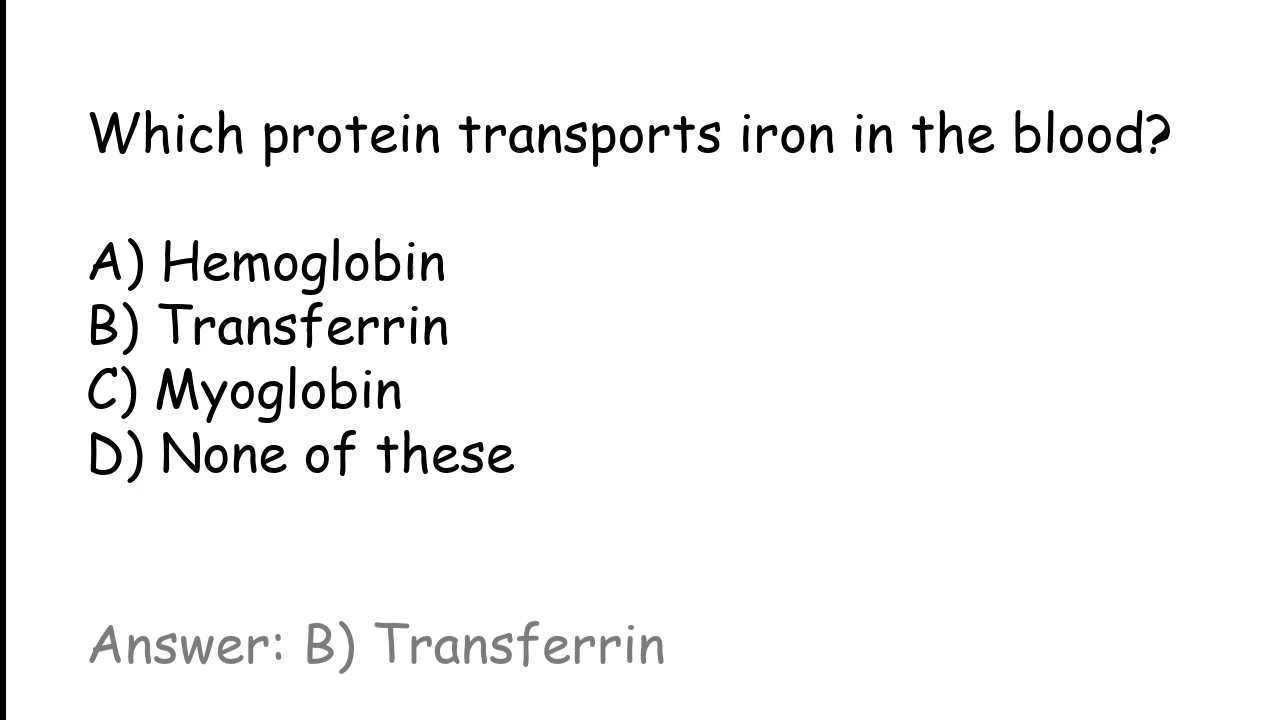 Which protein transports iron in the blood?
A) Hemoglobin
B) Transferrin
C) Myoglobin
D) None of these
Answer: B) Transferrin